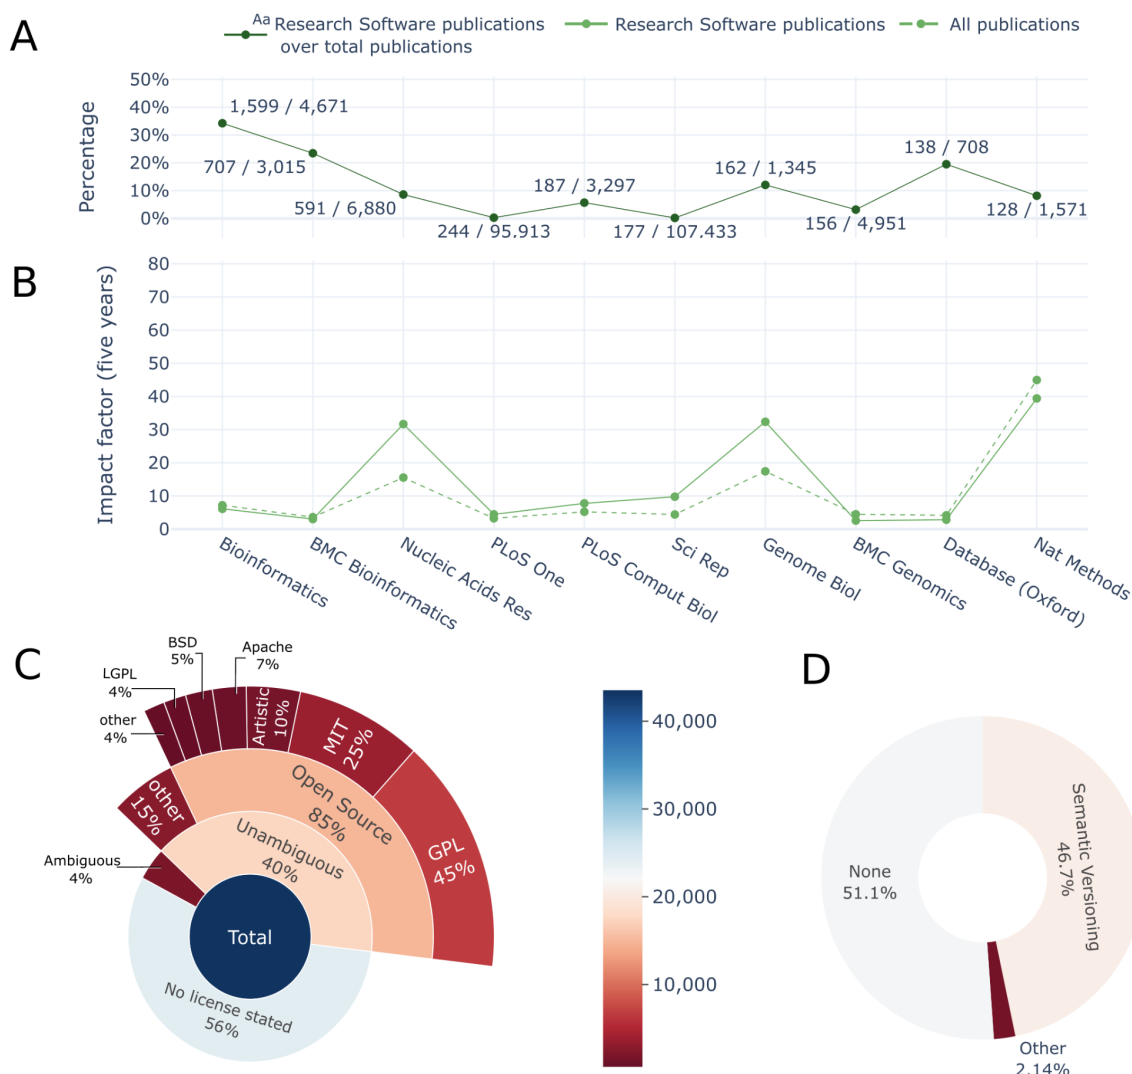 A
Aa Research Software publications
over total publications
Research Software publications
All publications
Percentage
50%
40%
30%
20%
10%
0%
1,599 / 4,671
707 / 3,015
591 / 6,880
244 / 95.913
187 / 3,297
177 / 107.433
162 / 1,345
156 / 4,951
138 / 708
128 / 1,571
B
Impact factor (five years)
80
70
60
50
40
30
20
10
0
Bioinformatics
BMC Bioinformatics
Nucleic Acids Res
PLoS One
PLoS Comput Biol
Sci Rep
Genome Biol
BMC Genomics
Database (Oxford)
Nat Methods
C
other
4%
LGPL
4%
BSD
5%
Apache
7%
Artistic
10%
MIT
25%
GPL
45%
other
15%
Open Source
85%
Ambiguous
4%
Unambiguous
40%
Total
No license stated
56%
40,000
30,000
20,000
10,000
D
None
51.1%
Semantic Versioning
46.7%
Other
2.14%